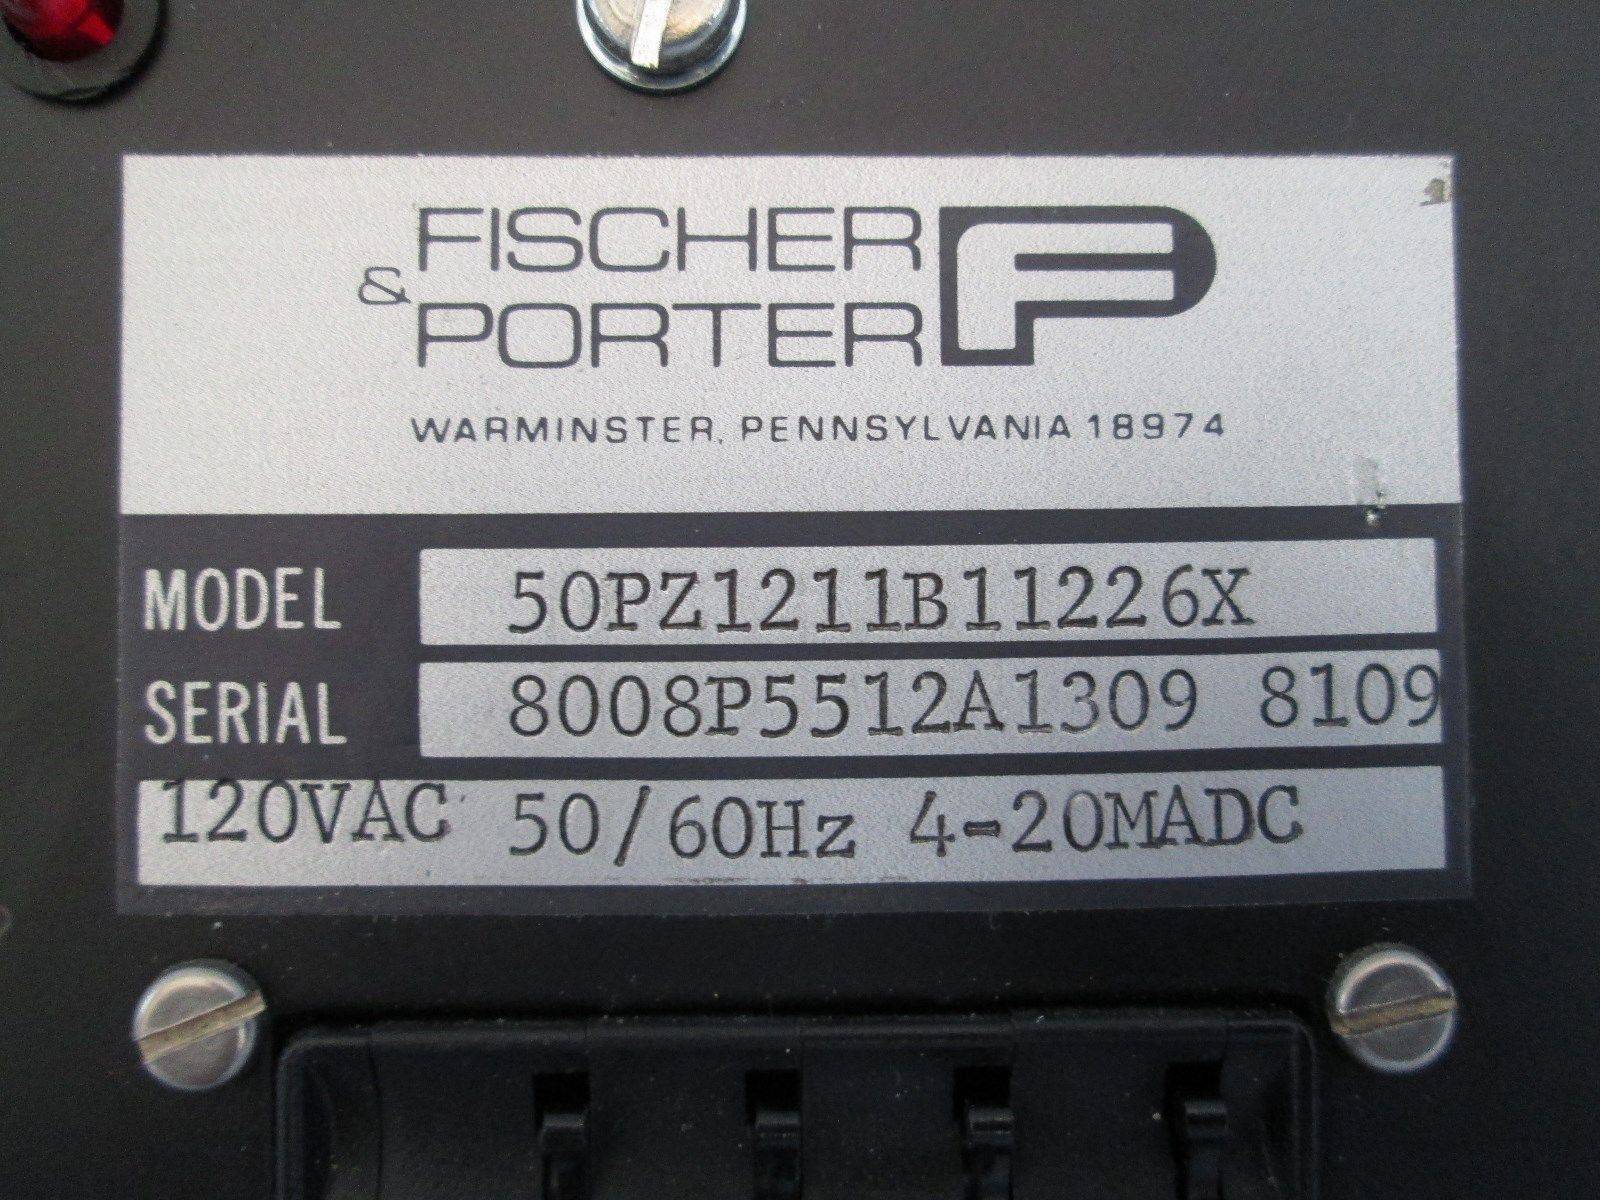 FISCHER
& PORTER
WARMINSTER, PENNSYLVANIA 18974
MODEL 50PZ1211B11226X
SERIAL 8008P5512A1309 8109
120VAC 50/60Hz 4-20MADC